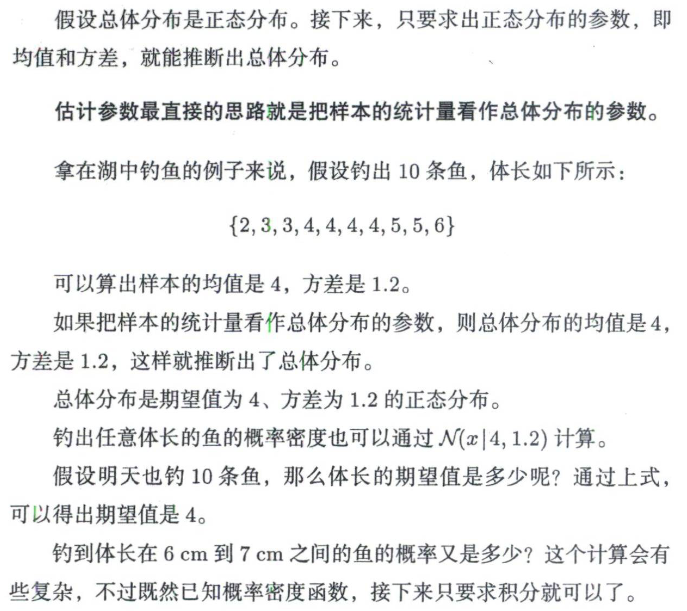 假设总体分布是正态分布。接下来，只要求出正态分布的参数，即
均值和方差，就能推断出总体分布。
估计参数最直接的思路就是把样本的统计量看作总体分布的参数。
拿在湖中钓鱼的例子来说，假设钓出 10 条鱼，体长如下所示：
{2, 3, 3, 4, 4, 4, 4, 5, 5, 6}
可以算出样本的均值是 4，方差是 1.2。
如果把样本的统计量看作总体分布的参数，则总体分布的均值是 4，
方差是 1.2，这样就推断出了总体分布。
总体分布是期望值为 4、方差为 1.2 的正态分布。
钓出任意体长的鱼的概率密度也可以通过 𝒩(x|4, 1.2) 计算。
假设明天也钓 10 条鱼，那么体长的期望值是多少呢？通过上式，
可以得出期望值是 4。
钓到体长在 6 cm 到 7 cm 之间的鱼的概率又是多少？这个计算会有
些复杂，不过既然已知概率密度函数，接下来只要求积分就可以了。